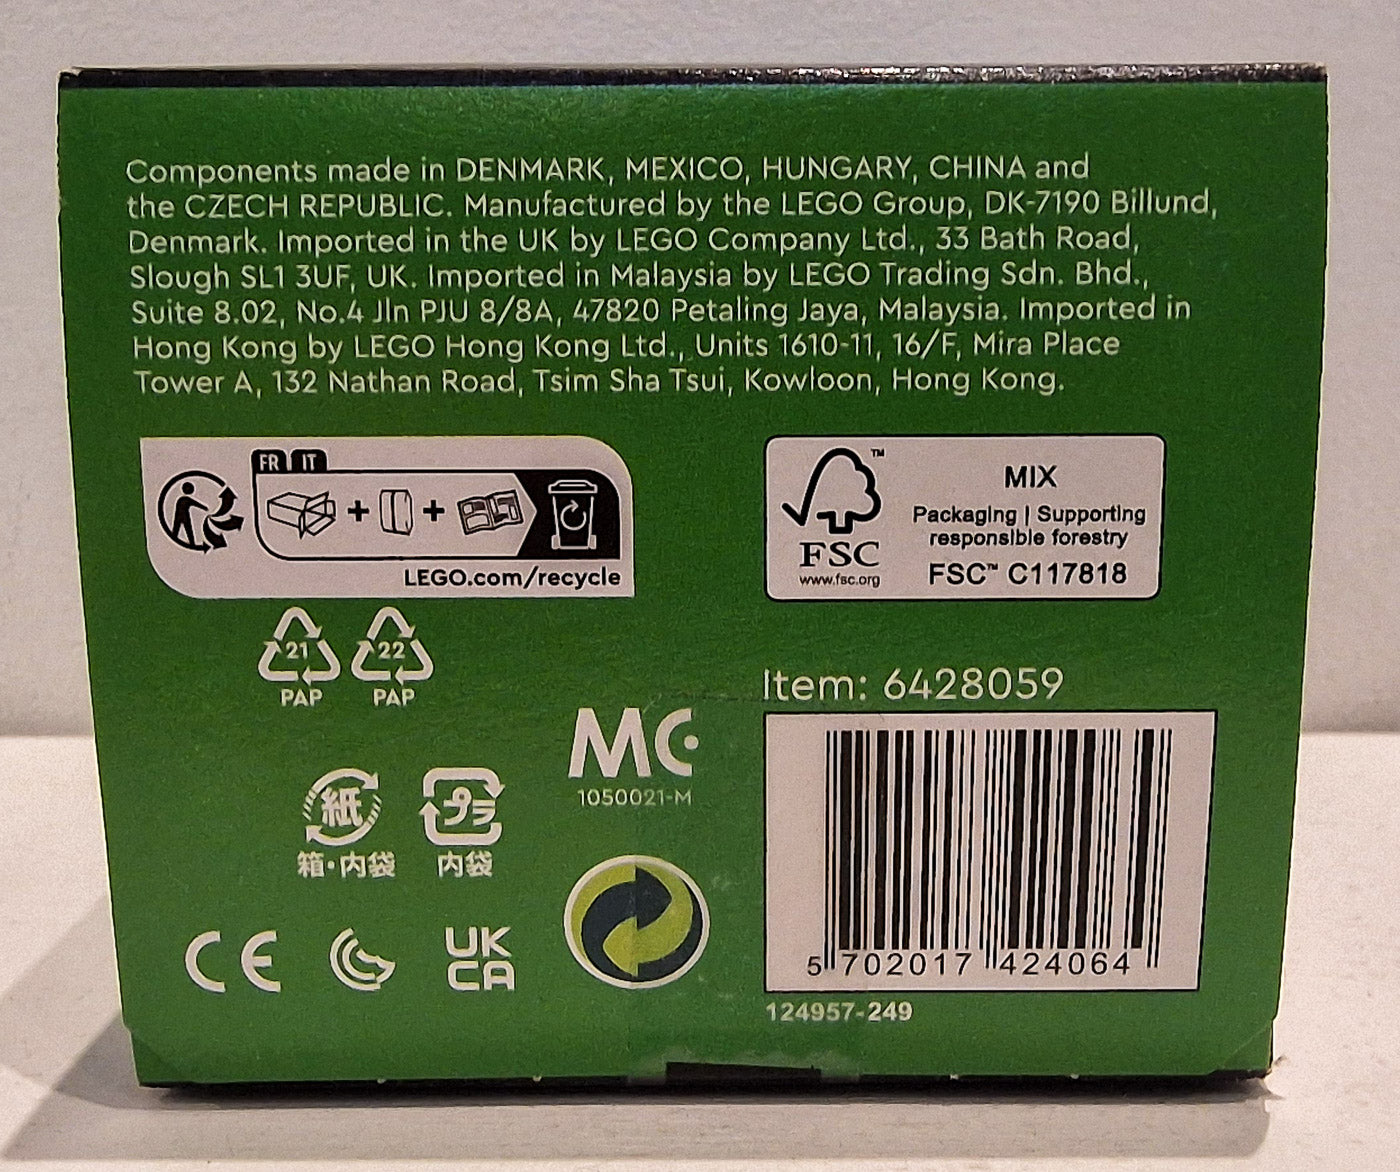 Components made in DENMARK, MEXICO, HUNGARY, CHINA and
the CZECH REPUBLIC. Manufactured by the LEGO Group, DK-7190 Billund,
Denmark. Imported in the UK by LEGO Company Ltd., 33 Bath Road,
Slough SL1 3UF, UK. Imported in Malaysia by LEGO Trading Sdn. Bhd.,
Suite 8.02, No.4 Jln PJU 8/8A, 47820 Petaling Jaya, Malaysia. Imported in
Hong Kong by LEGO Hong Kong Ltd., Units 1610-11, 16/F, Mira Place
Tower A, 132 Nathan Road, Tsim Sha Tsui, Kowloon, Hong Kong.
FR IT
+ +
LEGO.com/recycle
™
FSC
www.fsc.org
MIX
Packaging | Supporting
responsible forestry
FSC™ C117818
21 22
PAP PAP
Item: 6428059
MC
1050021-M
紙 プラ
箱・内袋 内袋
CE
UK
CA
5 702017 424064
124957-249